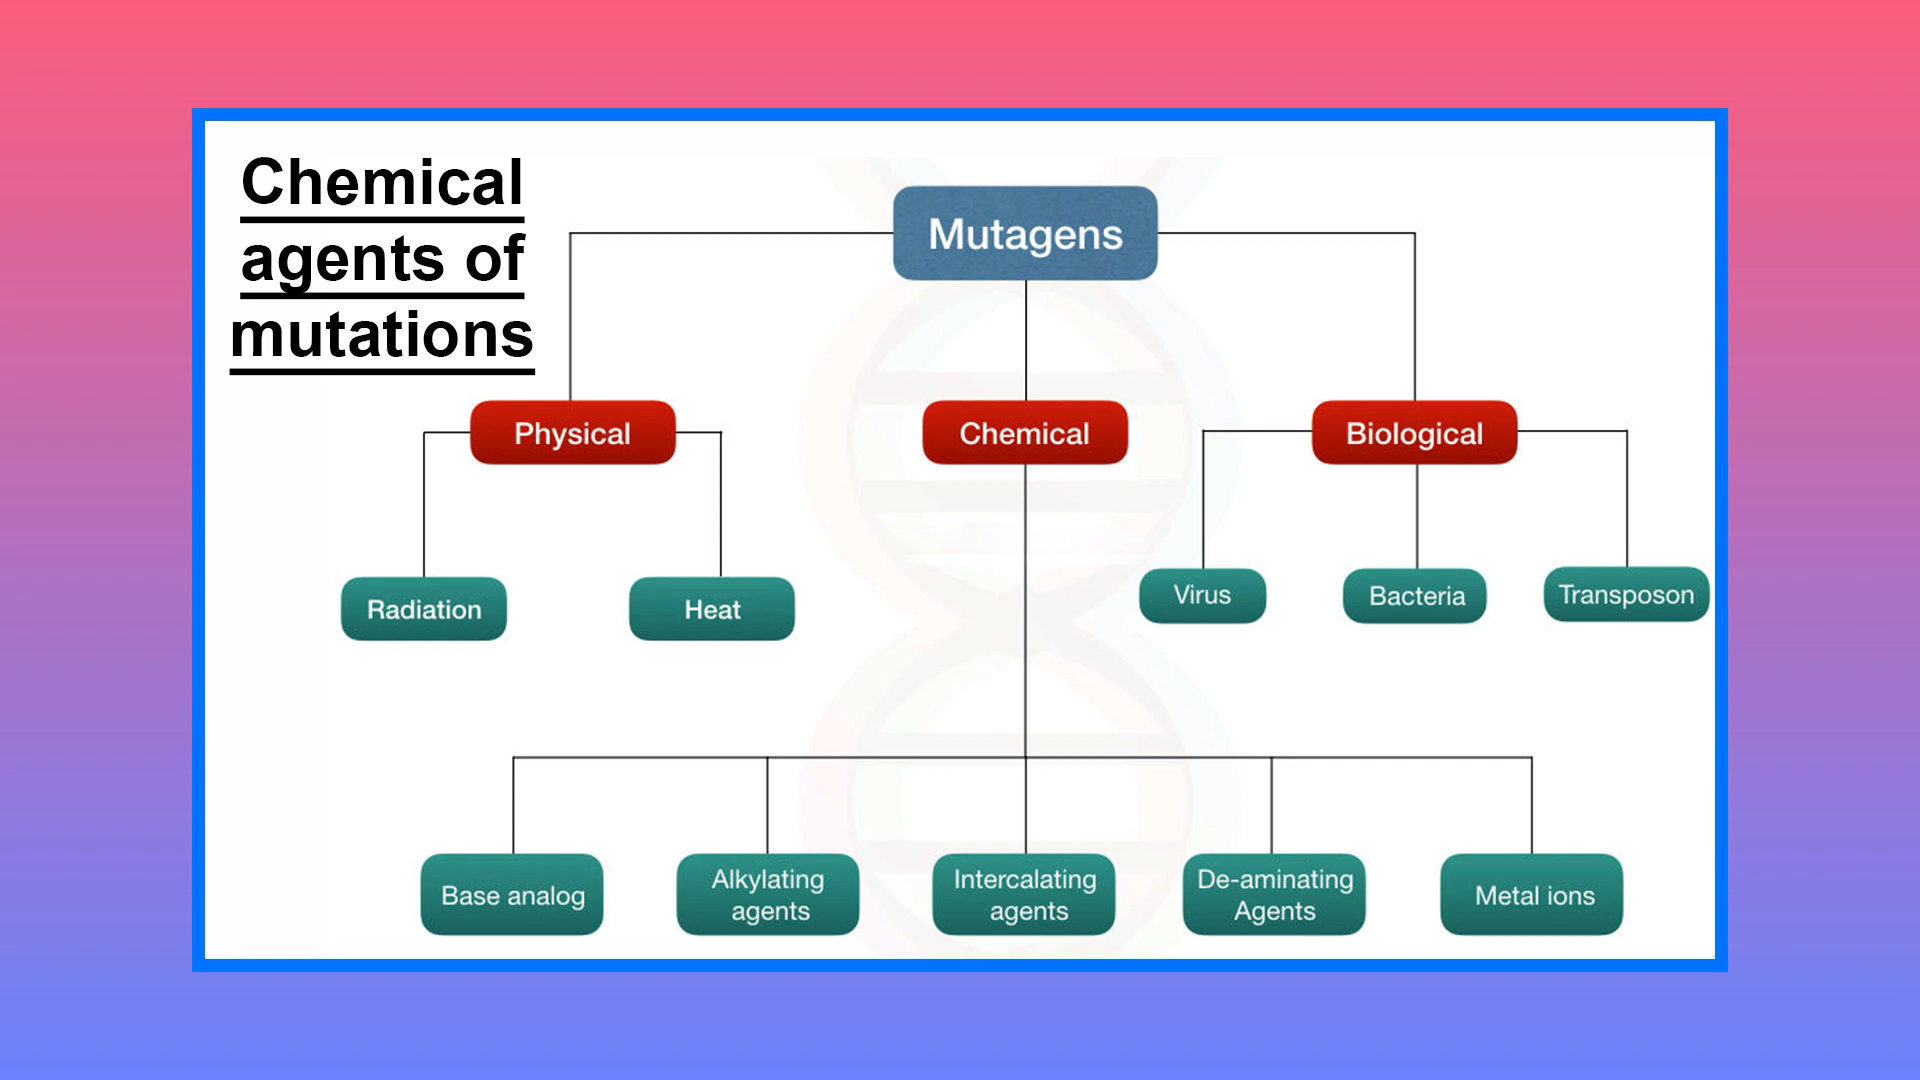 Chemical
agents of
mutations
Mutagens
Physical
Chemical
Biological
Radiation
Heat
Virus
Bacteria
Transposon
Base analog
Alkylating
agents
Intercalating
agents
De-aminating
Agents
Metal ions